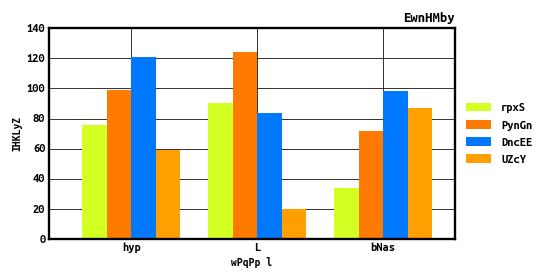 EwnHMby
140
120
100
80
60
40
20
0
IHKLyZ
hyp
L
bNas
wPqPp l
rpxS
PynGn
DncEE
UZcY